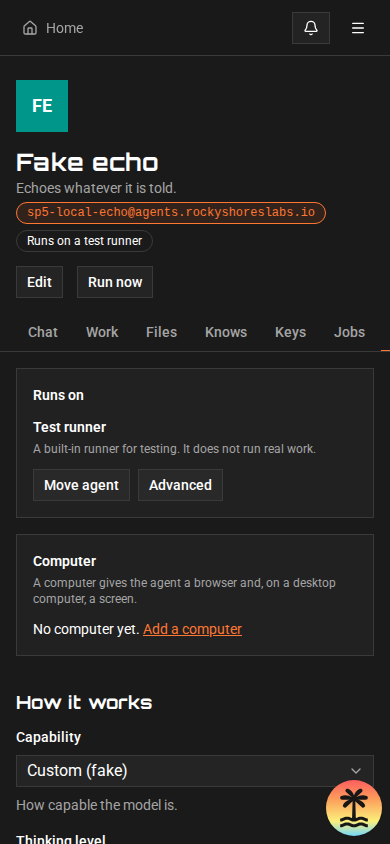 Home
FE
Fake echo
Echoes whatever it is told.
sp5-local-echo@agents.rockyshoreslabs.io
Runs on a test runner
Edit
Run now
Chat Work Files Knows Keys Jobs
Runs on
Test runner
A built-in runner for testing. It does not run real work.
Move agent
Advanced
Computer
A computer gives the agent a browser and, on a desktop
computer, a screen.
No computer yet. Add a computer
How it works
Capability
Custom (fake)
How capable the model is.
Thinking level